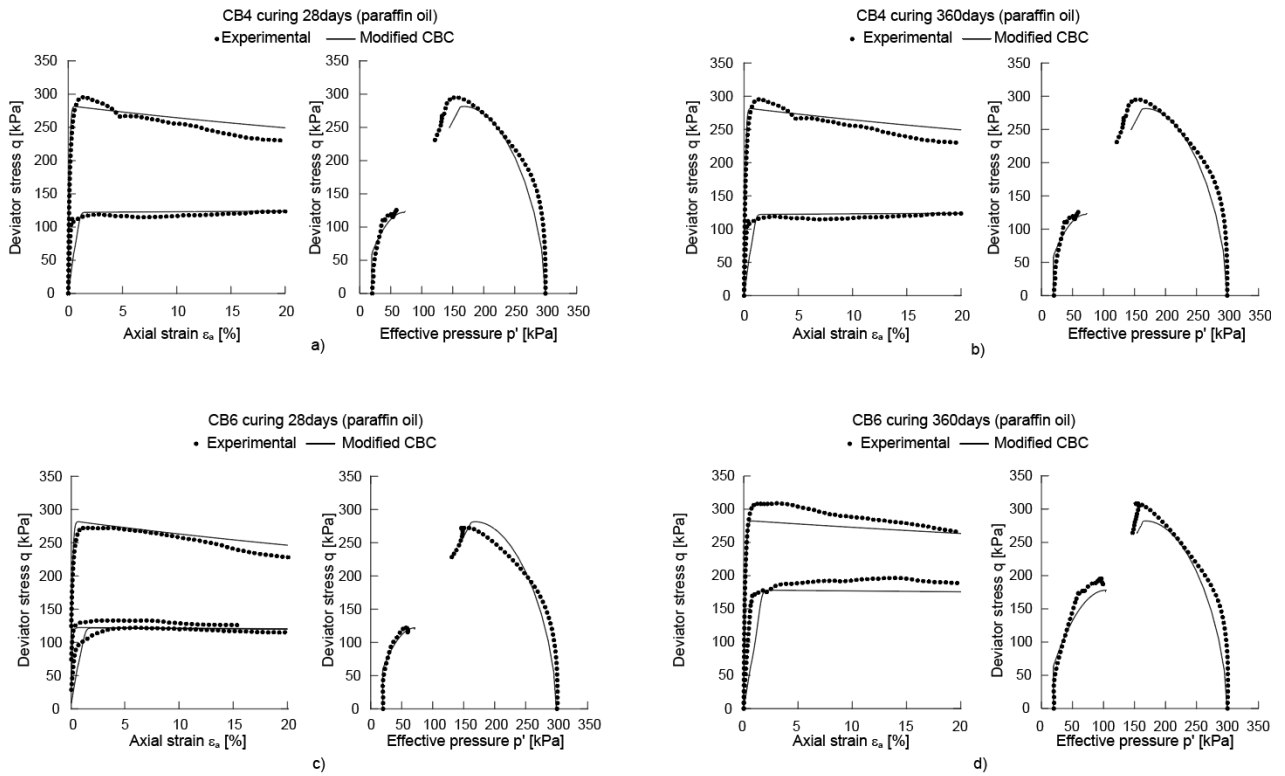 CB4 curing 28days (paraffin oil)
Experimental Modified CBC
Deviator stress q [kPa]
350
300
250
200
150
100
50
0
0 5 10 15 20
Axial strain εₐ [%]
Deviator stress q [kPa]
350
300
250
200
150
100
50
0
0 50 100 150 200 250 300 350
Effective pressure p' [kPa]
a)
CB4 curing 360days (paraffin oil)
Experimental Modified CBC
Deviator stress q [kPa]
350
300
250
200
150
100
50
0
0 5 10 15 20
Axial strain εₐ [%]
Deviator stress q [kPa]
350
300
250
200
150
100
50
0
0 50 100 150 200 250 300 350
Effective pressure p' [kPa]
b)
CB6 curing 28days (paraffin oil)
Experimental Modified CBC
Deviator stress q [kPa]
350
300
250
200
150
100
50
0
0 5 10 15 20
Axial strain εₐ [%]
Deviator stress q [kPa]
350
300
250
200
150
100
50
0
0 50 100 150 200 250 300 350
Effective pressure p' [kPa]
c)
CB6 curing 360days (paraffin oil)
Experimental Modified CBC
Deviator stress q [kPa]
350
300
250
200
150
100
50
0
0 5 10 15 20
Axial strain εₐ [%]
Deviator stress q [kPa]
350
300
250
200
150
100
50
0
0 50 100 150 200 250 300 350
Effective pressure p' [kPa]
d)